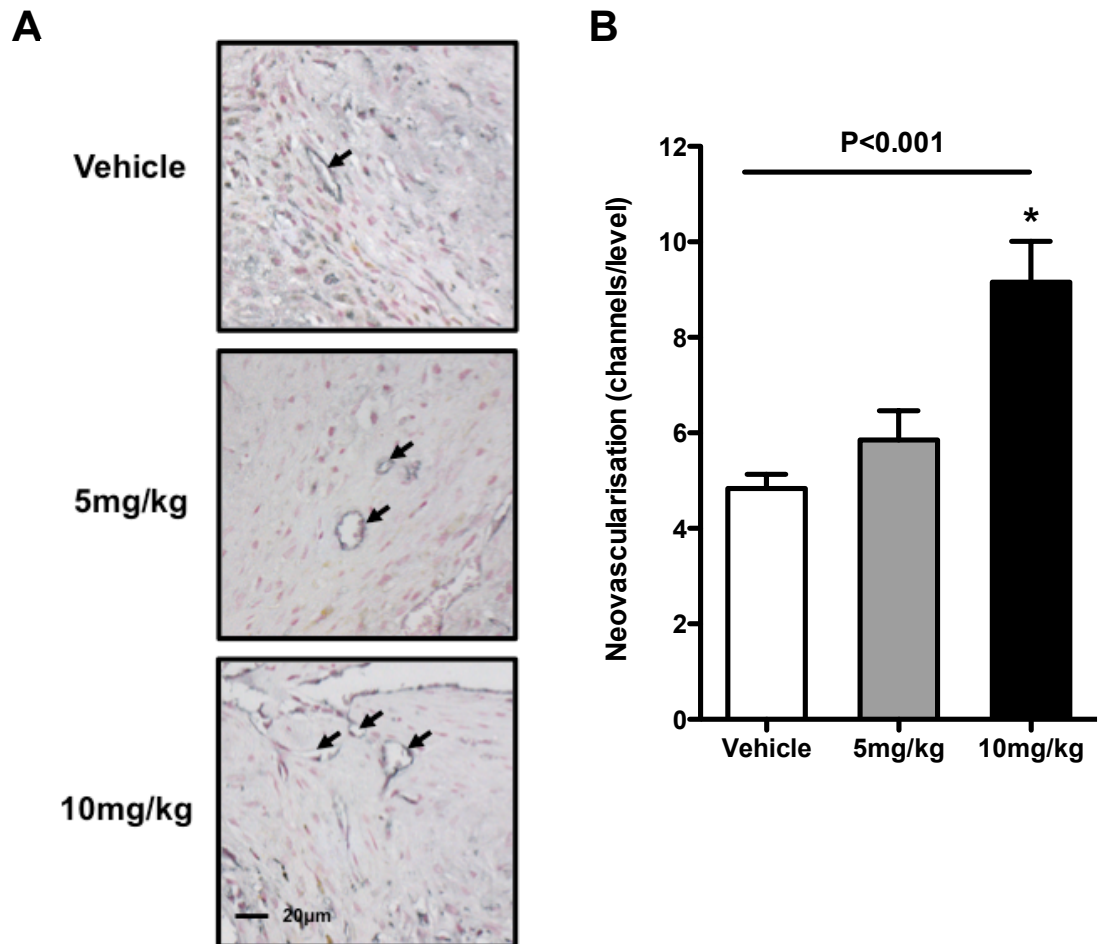 A
Vehicle
5mg/kg
10mg/kg
20µm
B
P<0.001
*
Neovascularisation (channels/level)
12
10
8
6
4
2
0
Vehicle 5mg/kg 10mg/kg